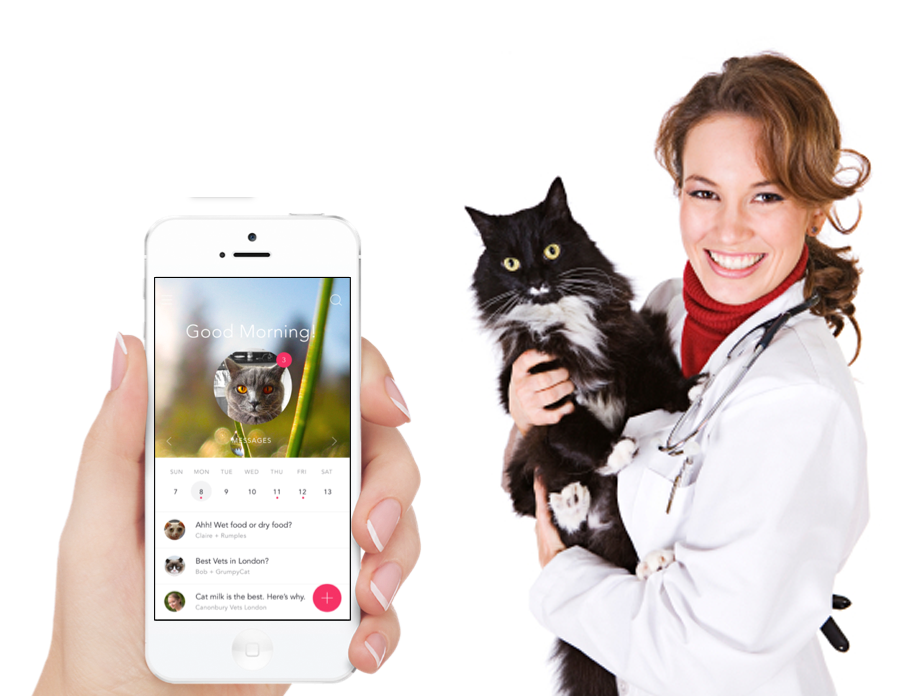 Good Morning!
3
MESSAGES
SUN MON TUE WED THU FRI SAT
7 8 9 10 11 12 13
Ahh! Wet food or dry food?
Claire + Rumples
Best Vets in London?
Bob + GrumpyCat
Cat milk is the best. Here's why.
Canonbury Vets London